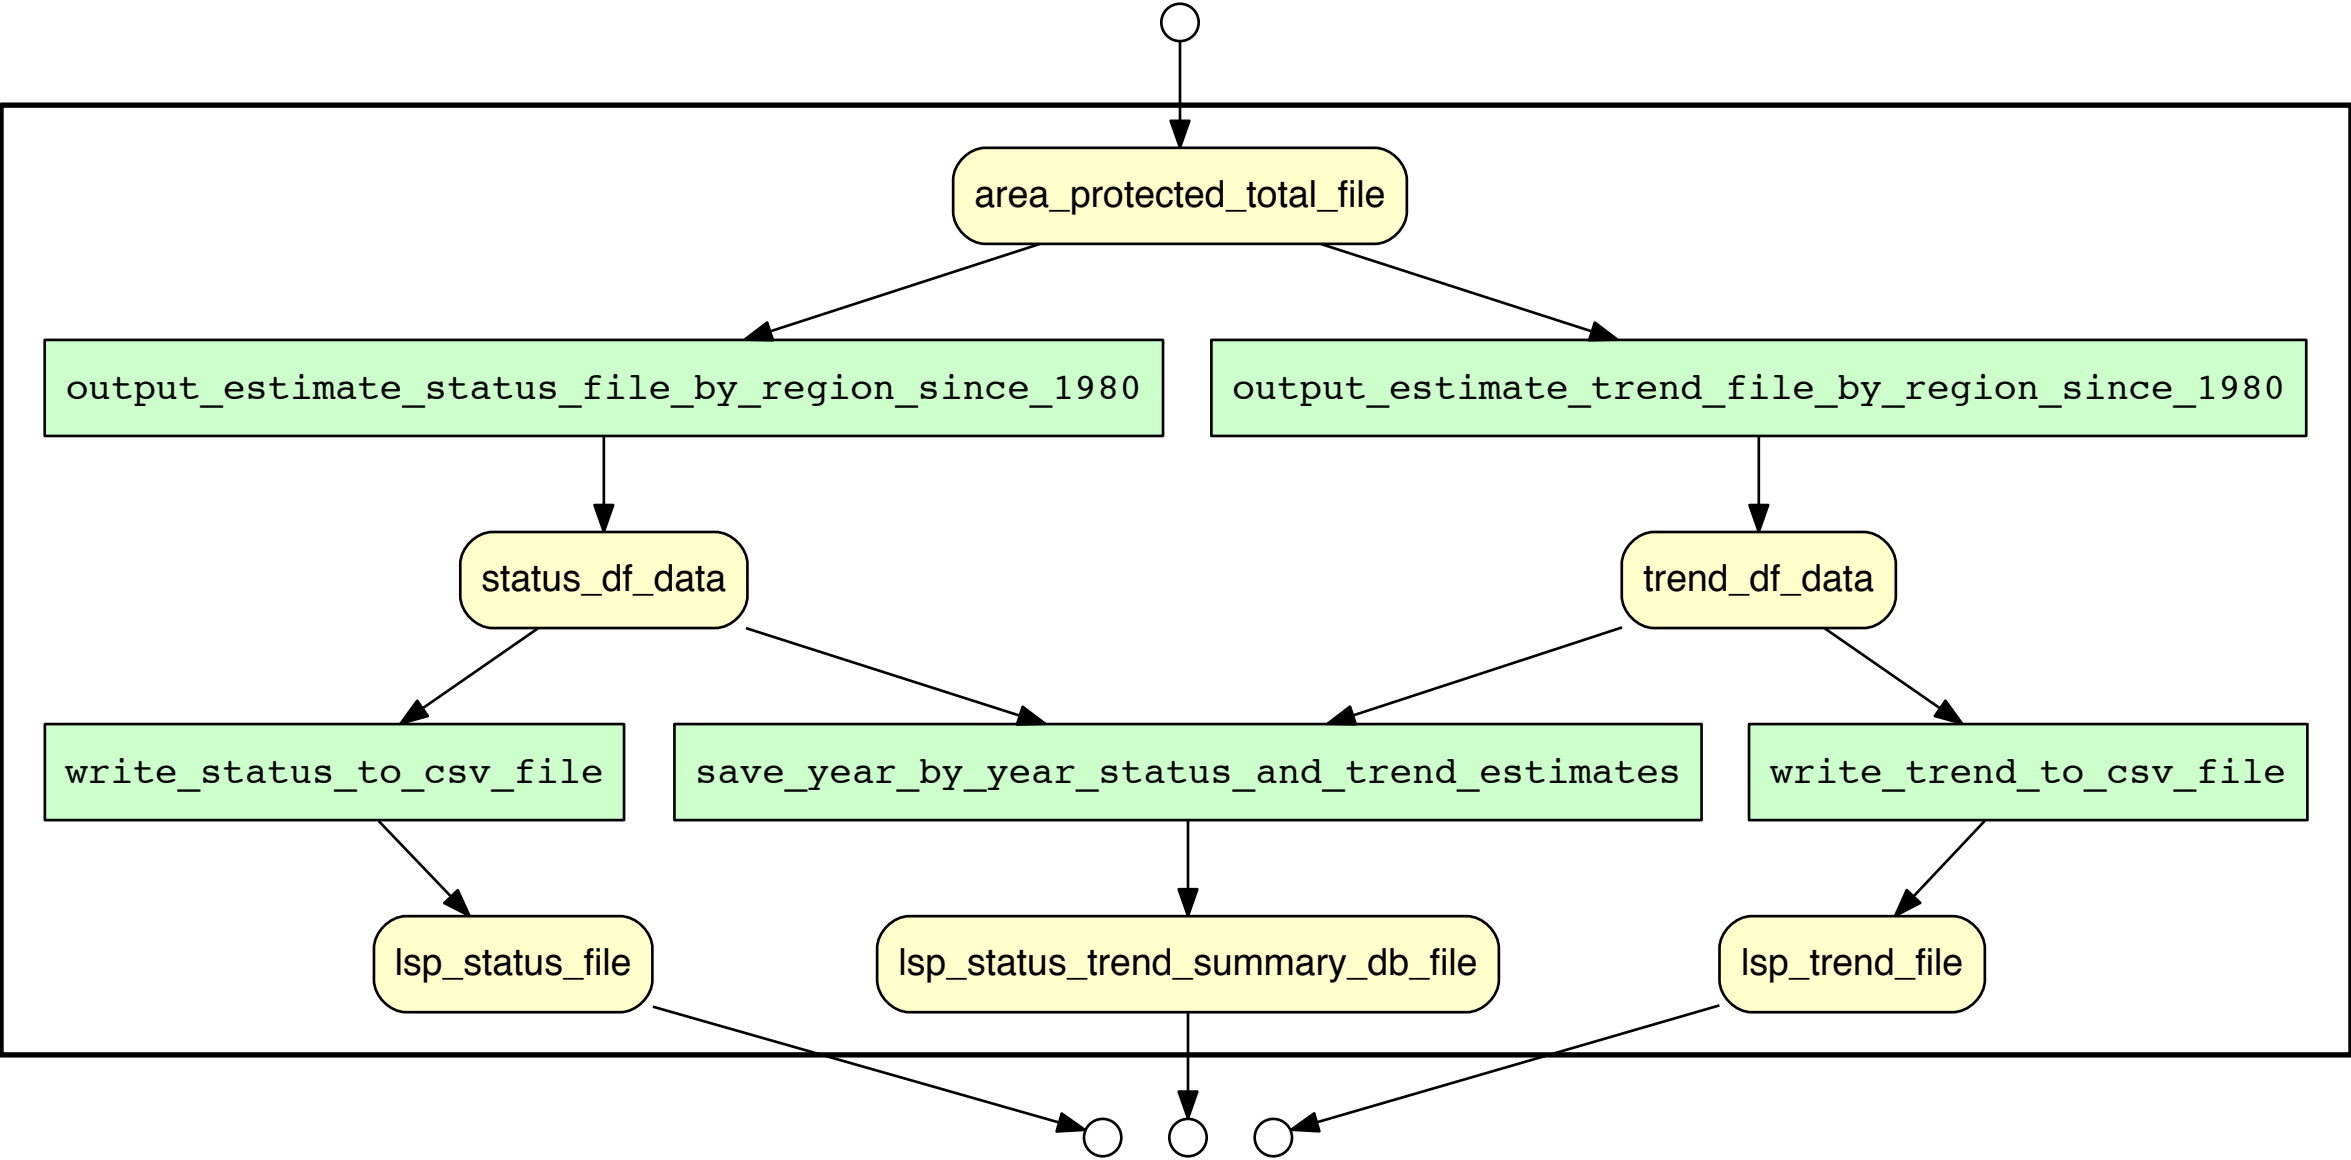 area_protected_total_file
output_estimate_status_file_by_region_since_1980
output_estimate_trend_file_by_region_since_1980
status_df_data
trend_df_data
write_status_to_csv_file
save_year_by_year_status_and_trend_estimates
write_trend_to_csv_file
lsp_status_file
lsp_status_trend_summary_db_file
lsp_trend_file